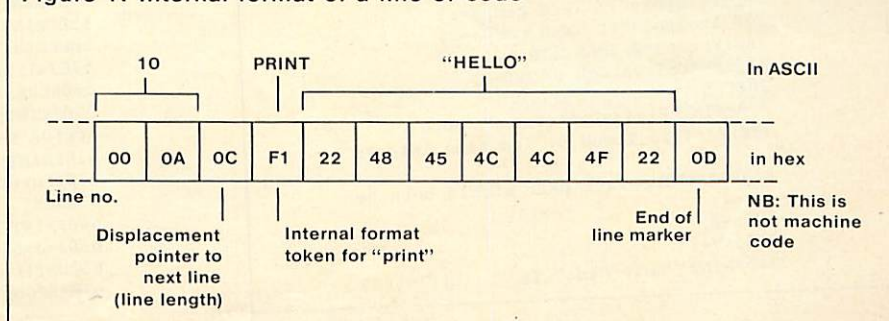 Figure 1: Internal format of a line of code
10 PRINT "HELLO" In ASCII
00 0A 0C F1 22 48 45 4C 4C 4F 22 0D in hex
Line no.
Displacement
pointer to
next line
(line length)
Internal format
token for "print"
End of
line marker
NB: This is
not machine
code